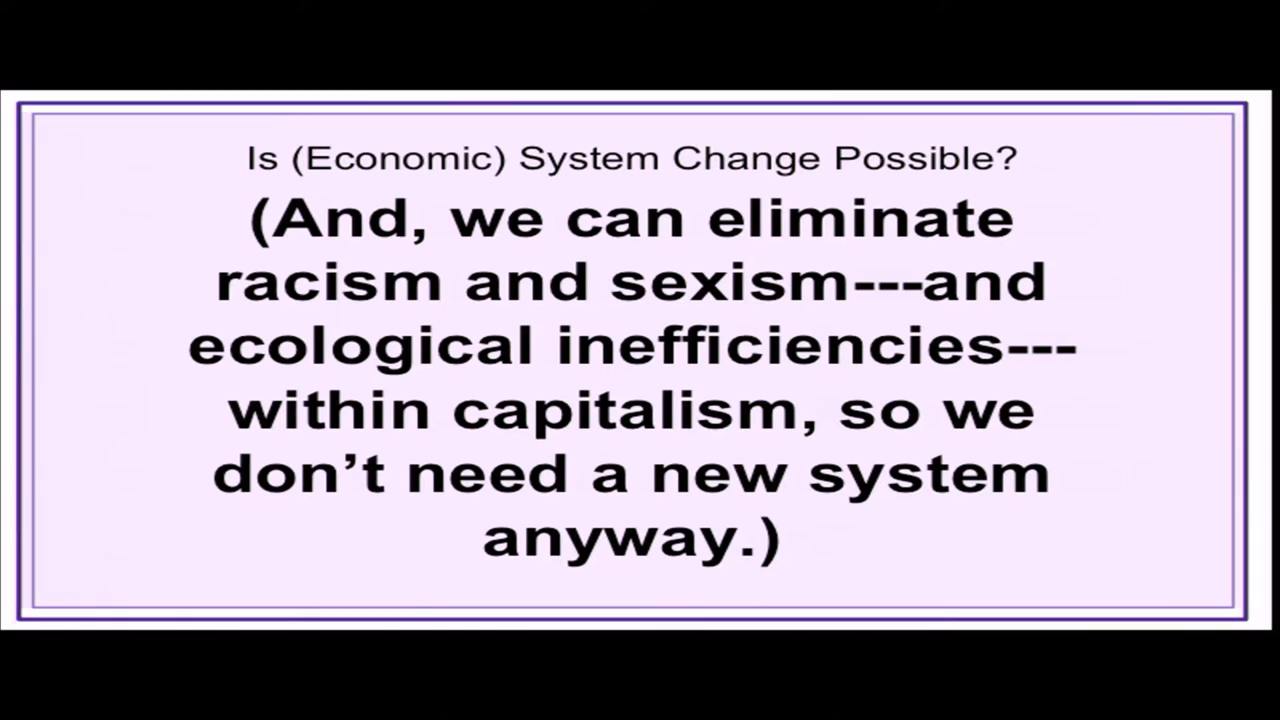 Is (Economic) System Change Possible?
(And, we can eliminate
racism and sexism---and
ecological inefficiencies---
within capitalism, so we
don’t need a new system
anyway.)